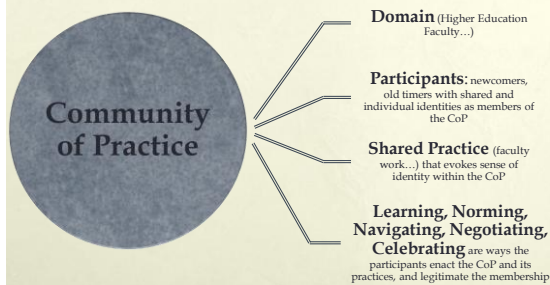 Community
of Practice
Domain (Higher Education
Faculty…)
Participants: newcomers,
old timers with shared and
individual identities as members of
the CoP
Shared Practice (faculty
work…) that evokes sense of
identity within the CoP
Learning, Norming,
Navigating, Negotiating,
Celebrating are ways the
participants enact the CoP and its
practices, and legitimate the membership